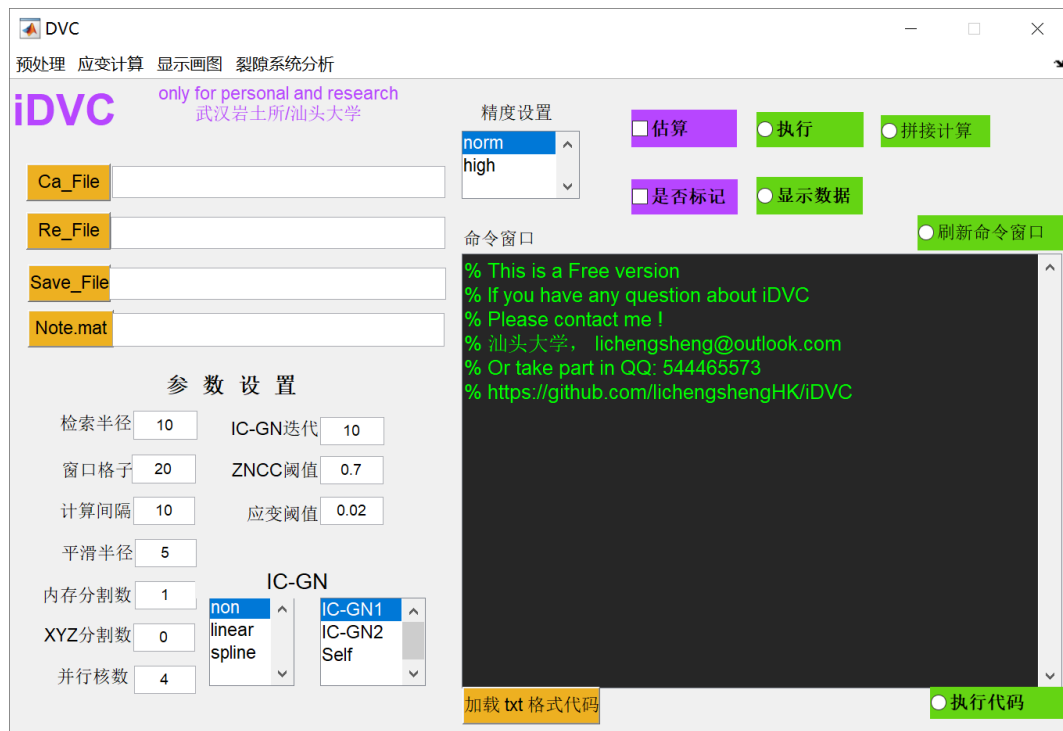 DVC
预处理 应变计算 显示画图 裂隙系统分析
iDVC
only for personal and research
武汉岩土所/汕头大学
Ca_File
Re_File
Save_File
Note.mat
参 数 设 置
检索半径 10
IC-GN迭代 10
窗口格子 20
ZNCC阈值 0.7
计算间隔 10
应变阈值 0.02
平滑半径 5
内存分割数 1
XYZ分割数 0
并行核数 4
IC-GN
non
linear
spline
IC-GN1
IC-GN2
Self
精度设置
norm
high
估算
执行
拼接计算
是否标记
显示数据
刷新命令窗口
命令窗口
% This is a Free version
% If you have any question about iDVC
% Please contact me !
% 汕头大学， lichengsheng@outlook.com
% Or take part in QQ: 544465573
% https://github.com/lichengshengHK/iDVC
加载 txt 格式代码
执行代码